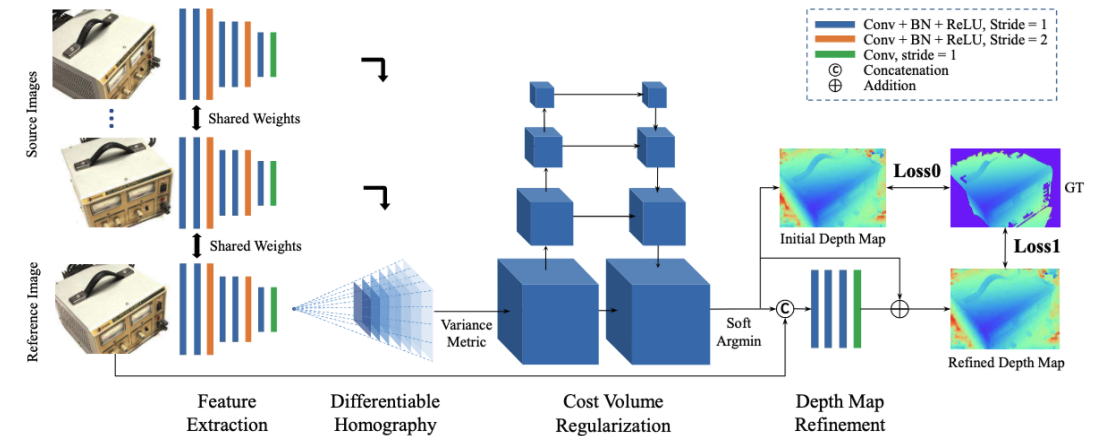 Source Images
Reference Image
Shared Weights
Shared Weights
Conv + BN + ReLU, Stride = 1
Conv + BN + ReLU, Stride = 2
Conv, stride = 1
C Concatenation
⊕ Addition
Variance
Metric
Soft
Argmin
C
Initial Depth Map
Loss0
GT
Loss1
Refined Depth Map
Feature
Extraction
Differentiable
Homography
Cost Volume
Regularization
Depth Map
Refinement